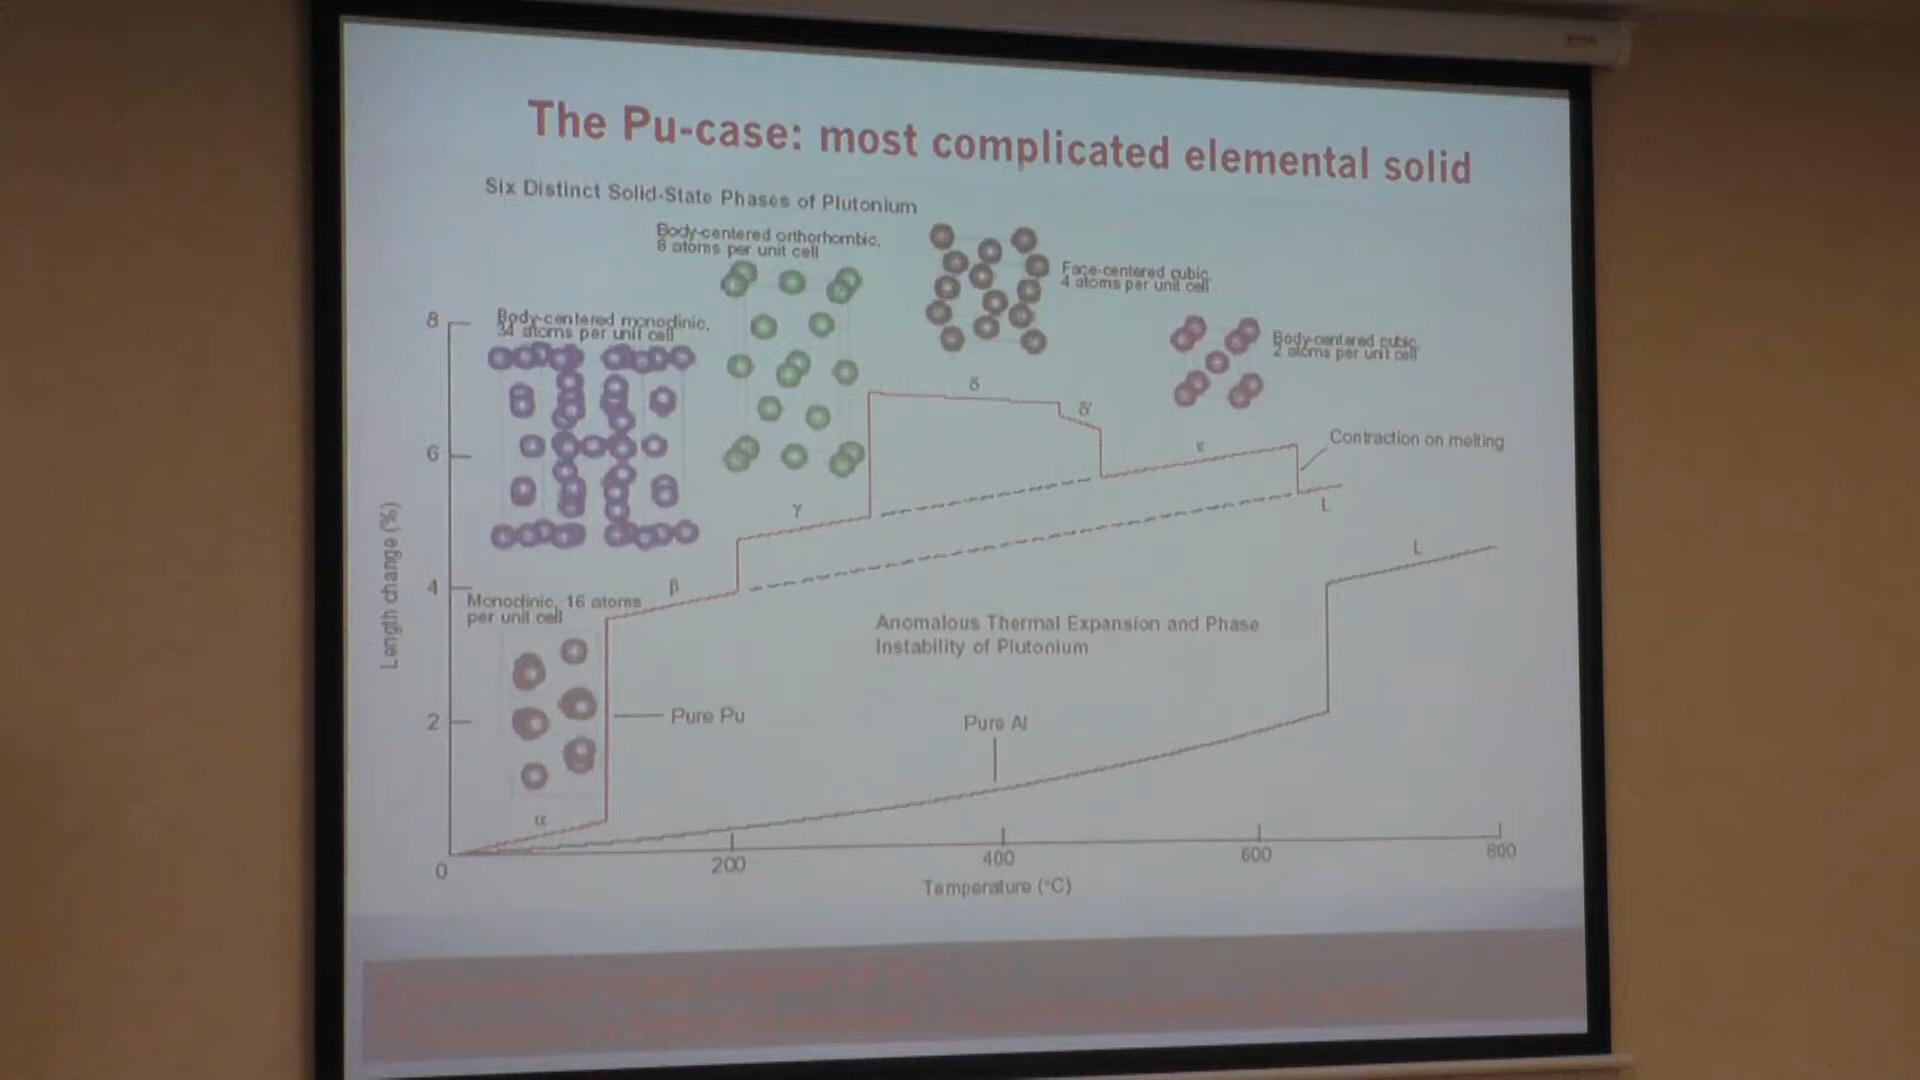 The Pu-case: most complicated elemental solid
Six Distinct Solid-State Phases of Plutonium
Body-centered orthorhombic,
8 atoms per unit cell
Face-centered cubic,
4 atoms per unit cell
Body-centered monoclinic,
34 atoms per unit cell
Body-centered cubic,
2 atoms per unit cell
8
6
4
2
0
Length change (%)
δ
δ'
ε
Contraction on melting
L
γ
β
L
Monoclinic, 16 atoms
per unit cell
Anomalous Thermal Expansion and Phase
Instability of Plutonium
Pure Pu
Pure Al
α
200
400
600
800
Temperature (°C)